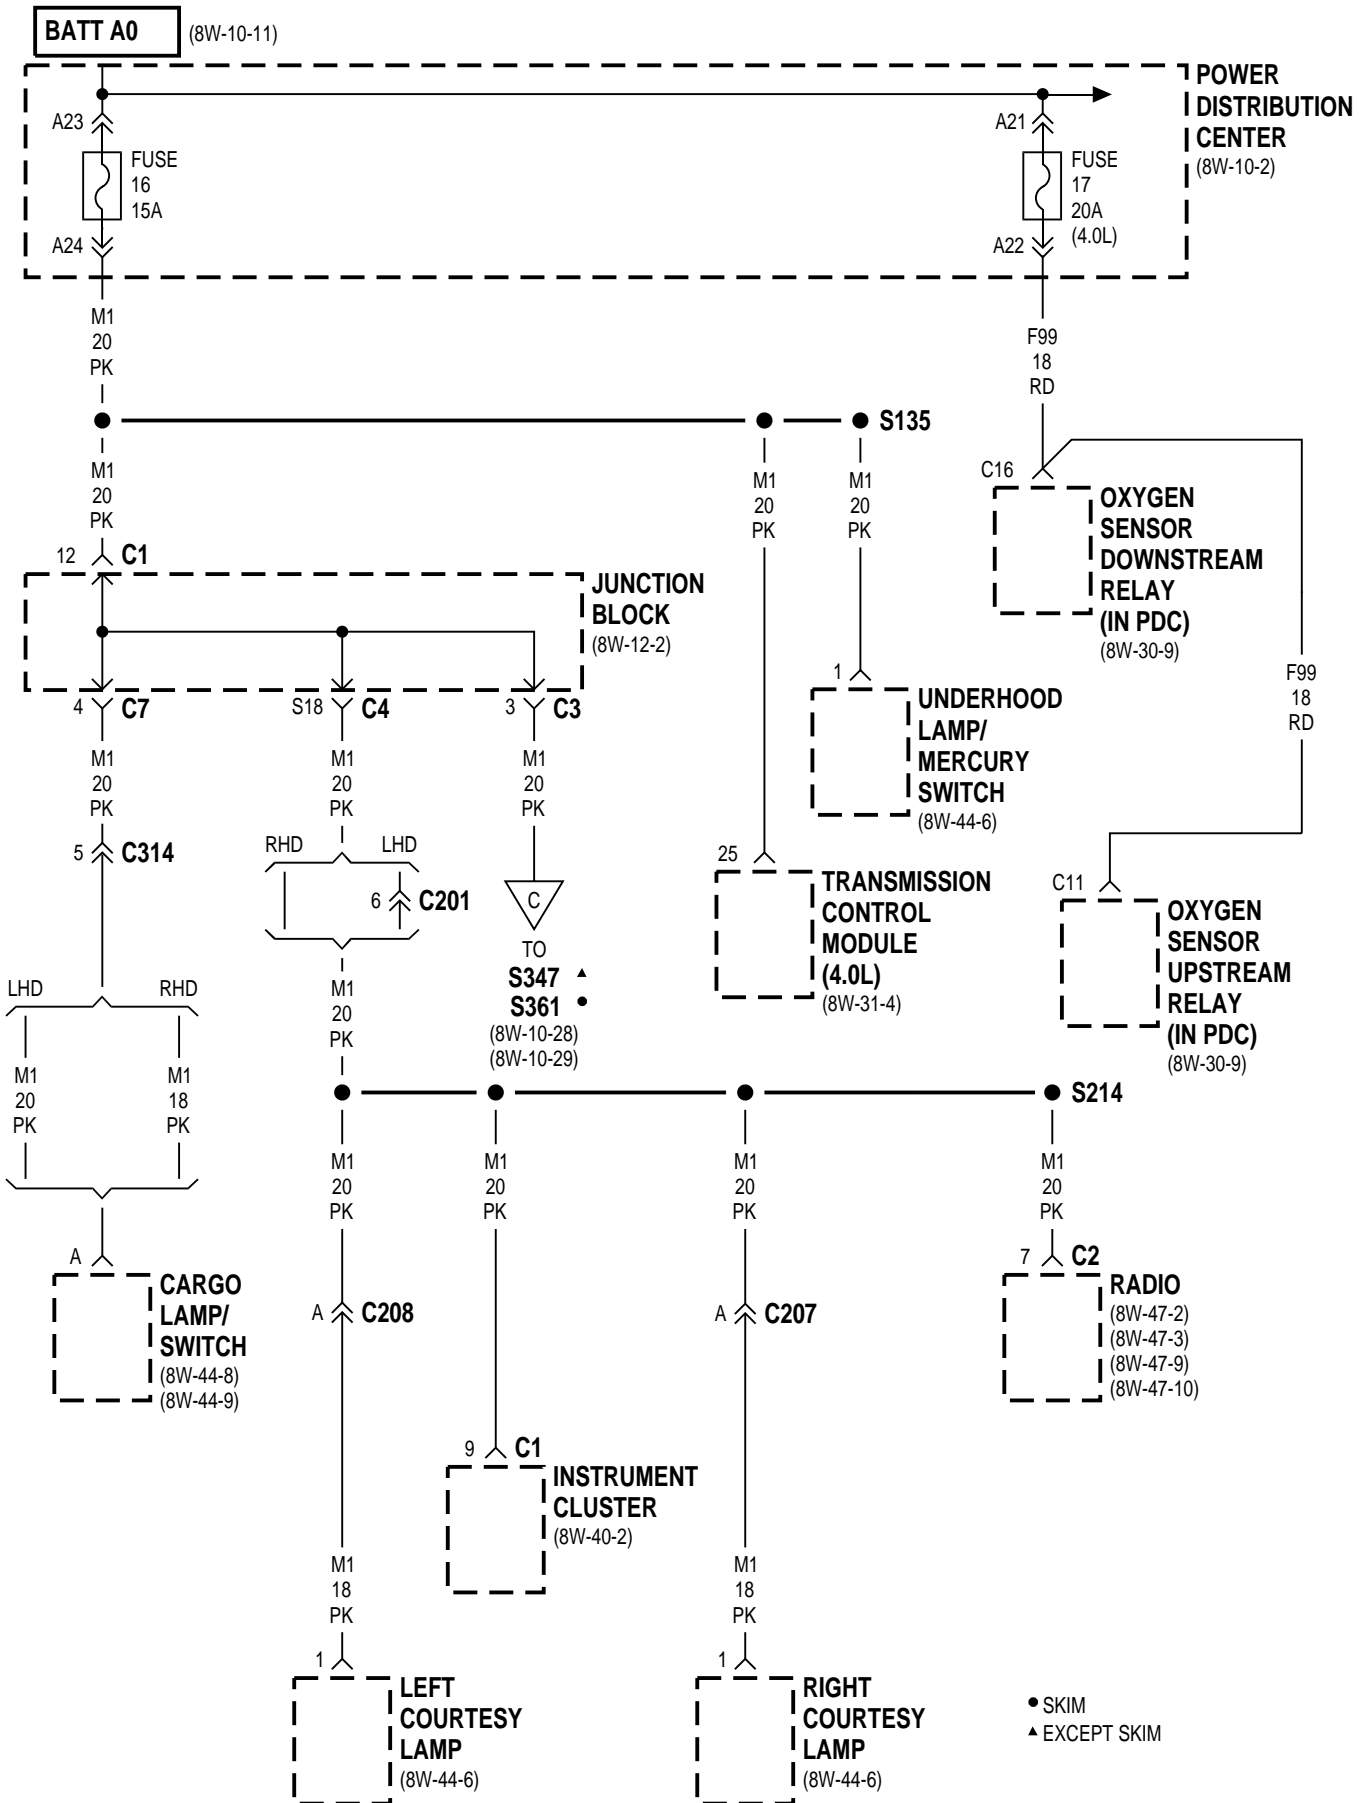 BATT A0 (8W-10-11)
POWER
DISTRIBUTION
CENTER
(8W-10-2)
A23
FUSE
16
15A
A24
A21
FUSE
17
20A
(4.0L)
A22
M1
20
PK
F99
18
RD
S135
M1
20
PK
M1
20
PK
M1
20
PK
C16
OXYGEN
SENSOR
DOWNSTREAM
RELAY
(IN PDC)
(8W-30-9)
12 C1
JUNCTION
BLOCK
(8W-12-2)
F99
18
RD
4 C7
S18 C4
3 C3
1
UNDERHOOD
LAMP/
MERCURY
SWITCH
(8W-44-6)
M1
20
PK
M1
20
PK
M1
20
PK
5 C314
RHD LHD
6 C201
C
TO
S347 ▲
S361 ●
(8W-10-28)
(8W-10-29)
25
TRANSMISSION
CONTROL
MODULE
(4.0L)
(8W-31-4)
C11
OXYGEN
SENSOR
UPSTREAM
RELAY
(IN PDC)
(8W-30-9)
LHD RHD
M1
20
PK
M1
18
PK
M1
20
PK
S214
M1
20
PK
M1
20
PK
M1
20
PK
M1
20
PK
A
CARGO
LAMP/
SWITCH
(8W-44-8)
(8W-44-9)
A C208
A C207
7 C2
RADIO
(8W-47-2)
(8W-47-3)
(8W-47-9)
(8W-47-10)
9 C1
INSTRUMENT
CLUSTER
(8W-40-2)
M1
18
PK
M1
18
PK
1
LEFT
COURTESY
LAMP
(8W-44-6)
1
RIGHT
COURTESY
LAMP
(8W-44-6)
● SKIM
▲ EXCEPT SKIM